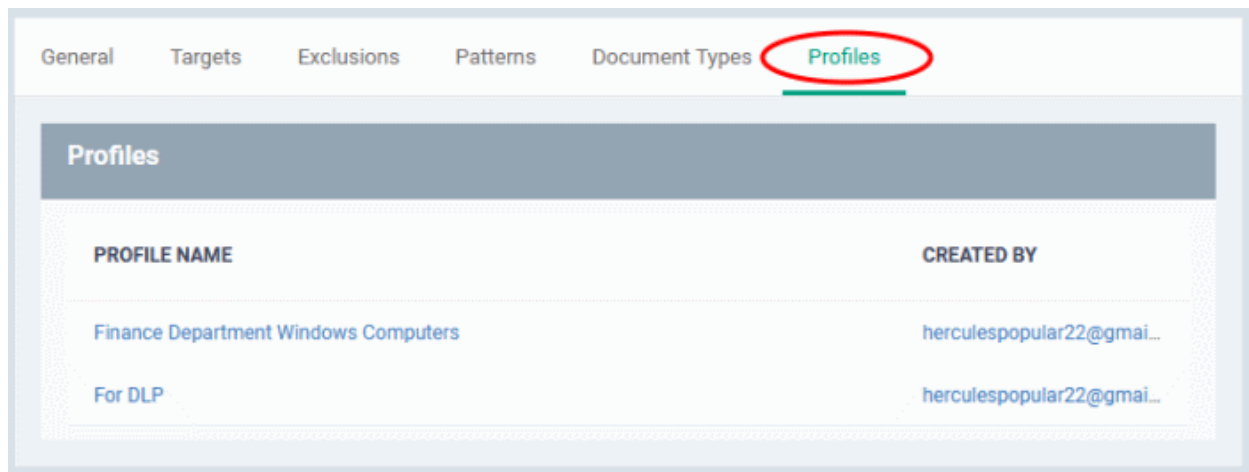 General Targets Exclusions Patterns Document Types Profiles
Profiles
PROFILE NAME CREATED BY
Finance Department Windows Computers herculespopular22@gmai...
For DLP herculespopular22@gmai...